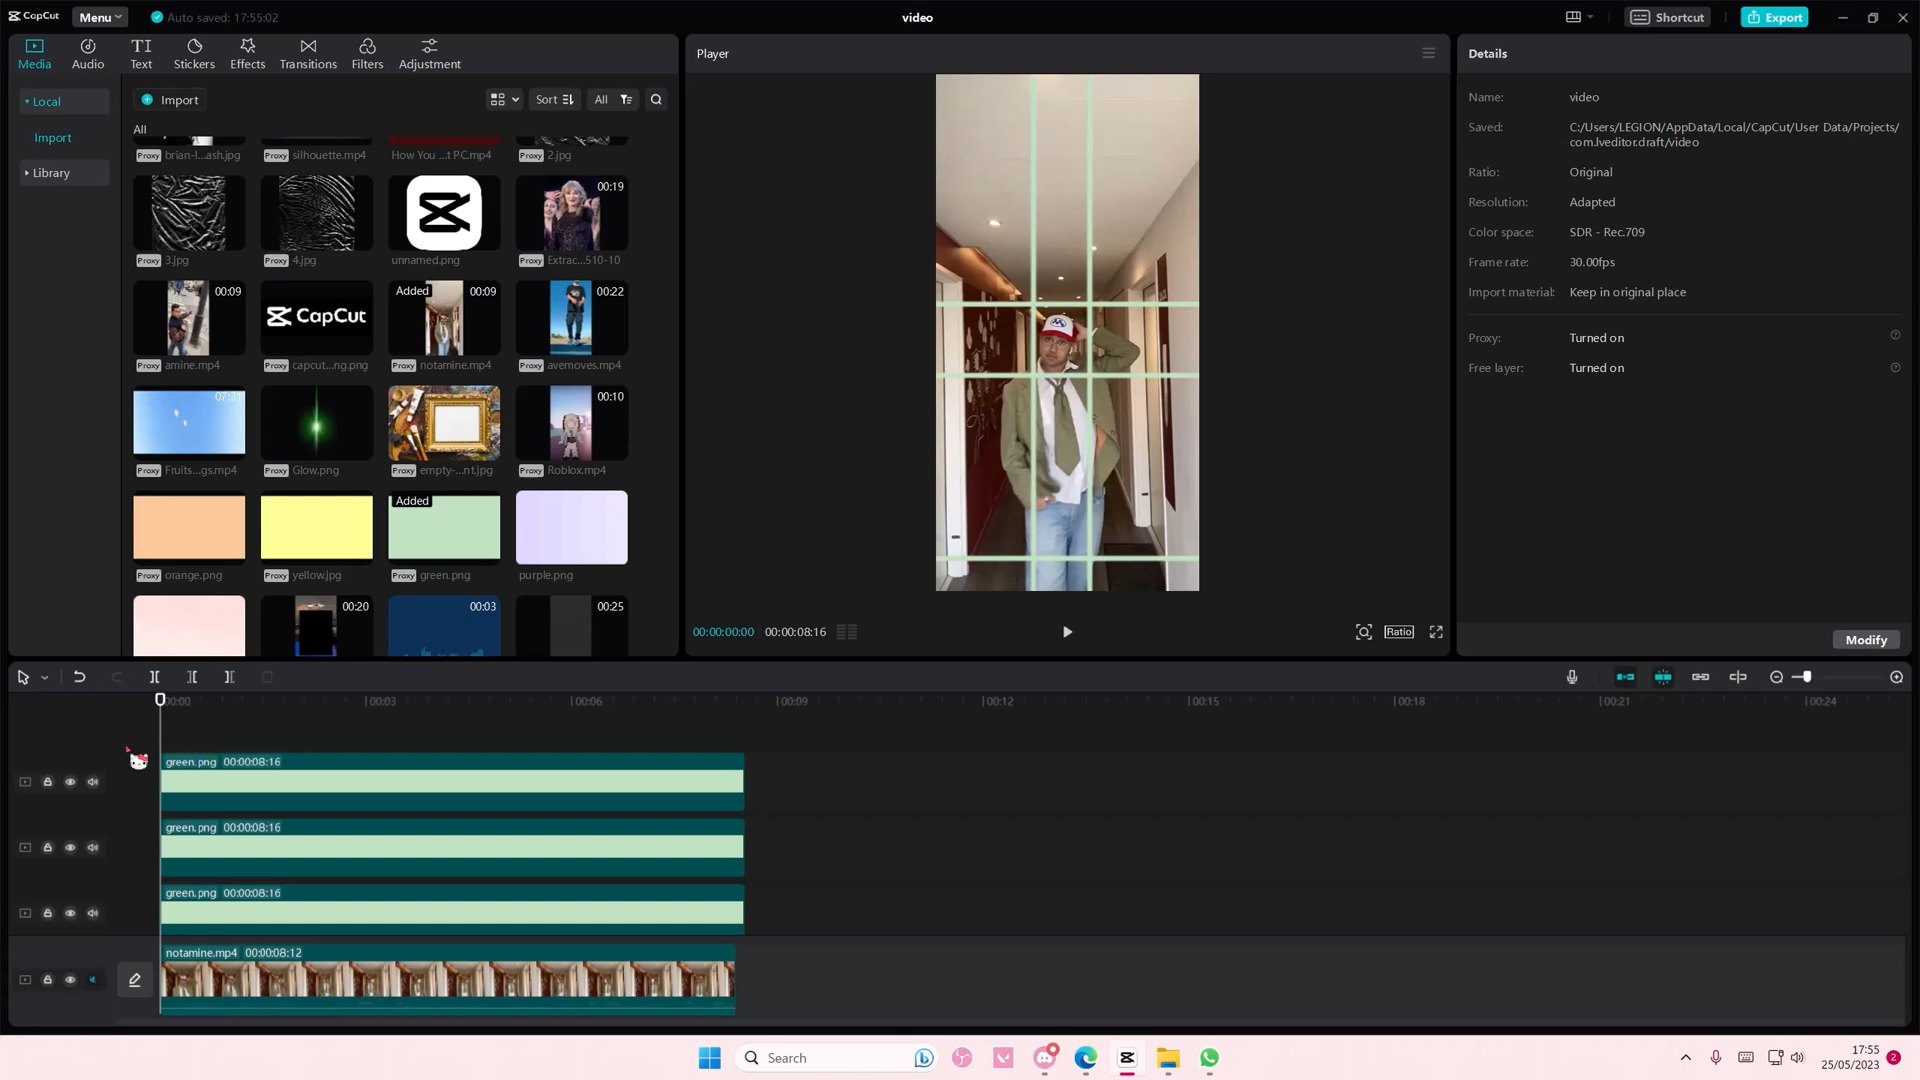 CapCut
Menu
Auto saved: 17:55:02
video
Shortcut
Export
Media
Audio
Text
Stickers
Effects
Transitions
Filters
Adjustment
Local
Import
Library
Import
Sort
All
All
Proxy brian-l...ash.jpg
Proxy silhouette.mp4
How You ...t PC.mp4
Proxy 2.jpg
00:19
Proxy 3.jpg
Proxy 4.jpg
unnamed.png
Proxy Extrac...510-10
00:09
CapCut
Added
00:09
00:22
Proxy amine.mp4
Proxy capcut...ng.png
Proxy notamine.mp4
Proxy avemoves.mp4
00:10
Proxy Fruits...gs.mp4
Proxy Glow.png
Proxy empty-...nt.jpg
Proxy Roblox.mp4
Added
Proxy orange.png
Proxy yellow.jpg
Proxy green.png
purple.png
00:20
00:03
00:25
Player
00:00:00:00
00:00:08:16
Ratio
Details
Name: video
Saved: C:/Users/LEGION/AppData/Local/CapCut/User Data/Projects/
com.lveditor.draft/video
Ratio: Original
Resolution: Adapted
Color space: SDR - Rec.709
Frame rate: 30.00fps
Import material: Keep in original place
Proxy: Turned on
Free layer: Turned on
Modify
00:00
00:03
00:06
00:09
00:12
00:15
00:18
00:21
00:24
green.png 00:00:08:16
green.png 00:00:08:16
green.png 00:00:08:16
notamine.mp4 00:00:08:12
Search
17:55
25/05/2023
2